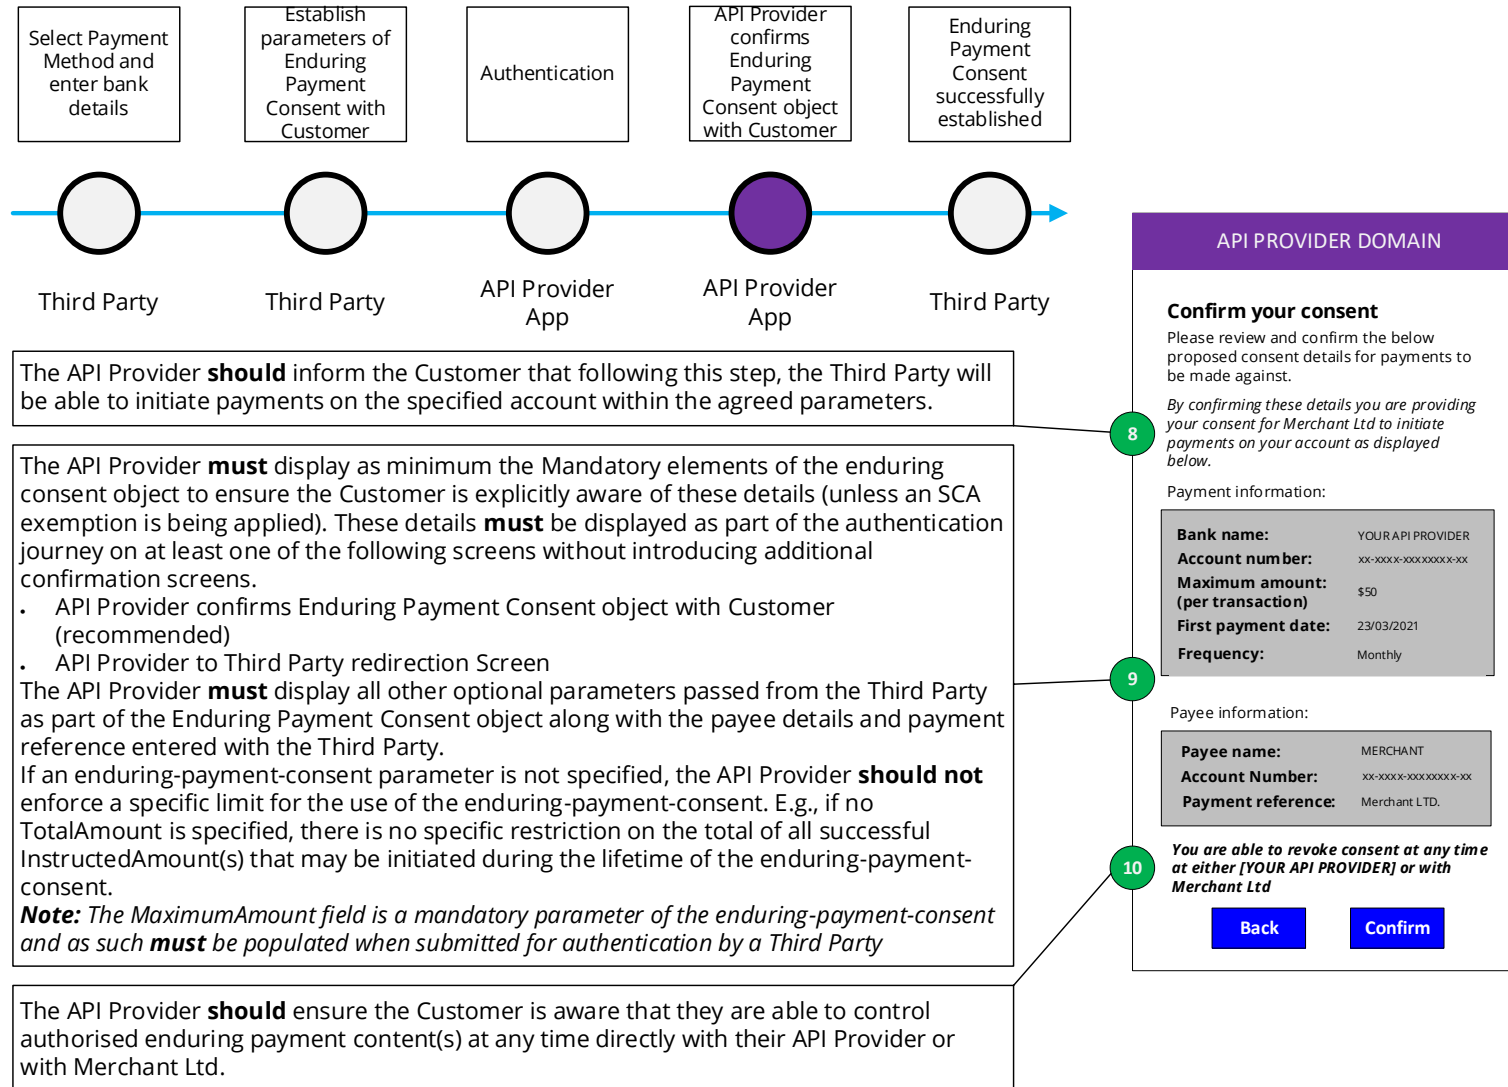 Select Payment
Method and
enter bank
details
Establish
parameters of
Enduring
Payment
Consent with
Customer
Authentication
API Provider
confirms
Enduring
Payment
Consent object
with Customer
Enduring
Payment
Consent
successfully
established
Third Party
Third Party
API Provider
App
API Provider
App
Third Party
The API Provider should inform the Customer that following this step, the Third Party will
be able to initiate payments on the specified account within the agreed parameters.
The API Provider must display as minimum the Mandatory elements of the enduring
consent object to ensure the Customer is explicitly aware of these details (unless an SCA
exemption is being applied). These details must be displayed as part of the authentication
journey on at least one of the following screens without introducing additional
confirmation screens.
• API Provider confirms Enduring Payment Consent object with Customer
(recommended)
• API Provider to Third Party redirection Screen
The API Provider must display all other optional parameters passed from the Third Party
as part of the Enduring Payment Consent object along with the payee details and payment
reference entered with the Third Party.
If an enduring-payment-consent parameter is not specified, the API Provider should not
enforce a specific limit for the use of the enduring-payment-consent. E.g., if no
TotalAmount is specified, there is no specific restriction on the total of all successful
InstructedAmount(s) that may be initiated during the lifetime of the enduring-payment-
consent.
Note: The MaximumAmount field is a mandatory parameter of the enduring-payment-consent
and as such must be populated when submitted for authentication by a Third Party
The API Provider should ensure the Customer is aware that they are able to control
authorised enduring payment content(s) at any time directly with their API Provider or
with Merchant Ltd.
API PROVIDER DOMAIN
Confirm your consent
Please review and confirm the below
proposed consent details for payments to
be made against.
8
By confirming these details you are providing
your consent for Merchant Ltd to initiate
payments on your account as displayed
below.
Payment information:
Bank name: YOUR API PROVIDER
Account number: xx-xxxx-xxxxxxxx-xx
Maximum amount:
(per transaction) $50
First payment date: 23/03/2021
Frequency: Monthly
9
Payee information:
Payee name: MERCHANT
Account Number: xx-xxxx-xxxxxxxx-xx
Payment reference: Merchant LTD.
10
You are able to revoke consent at any time
at either [YOUR API PROVIDER] or with
Merchant Ltd
Back Confirm